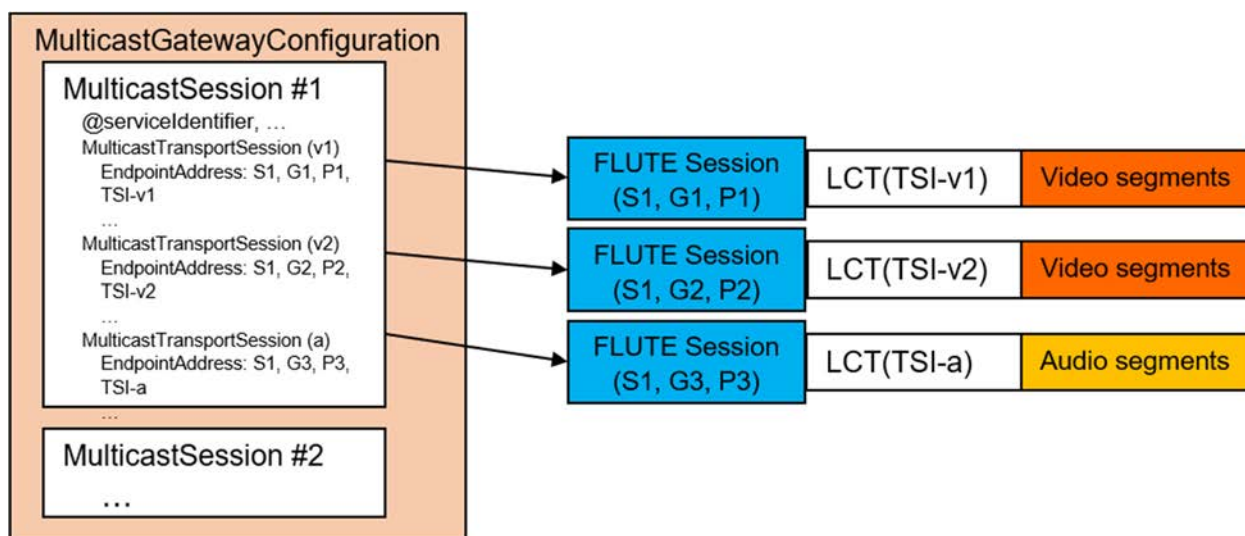 MulticastGatewayConfiguration
MulticastSession #1
@serviceIdentifier, …
MulticastTransportSession (v1)
EndpointAddress: S1, G1, P1,
TSI-v1
…
MulticastTransportSession (v2)
EndpointAddress: S1, G2, P2,
TSI-v2
…
MulticastTransportSession (a)
EndpointAddress: S1, G3, P3,
TSI-a
…
MulticastSession #2
…
FLUTE Session
(S1, G1, P1)
LCT(TSI-v1)
Video segments
FLUTE Session
(S1, G2, P2)
LCT(TSI-v2)
Video segments
FLUTE Session
(S1, G3, P3)
LCT(TSI-a)
Audio segments